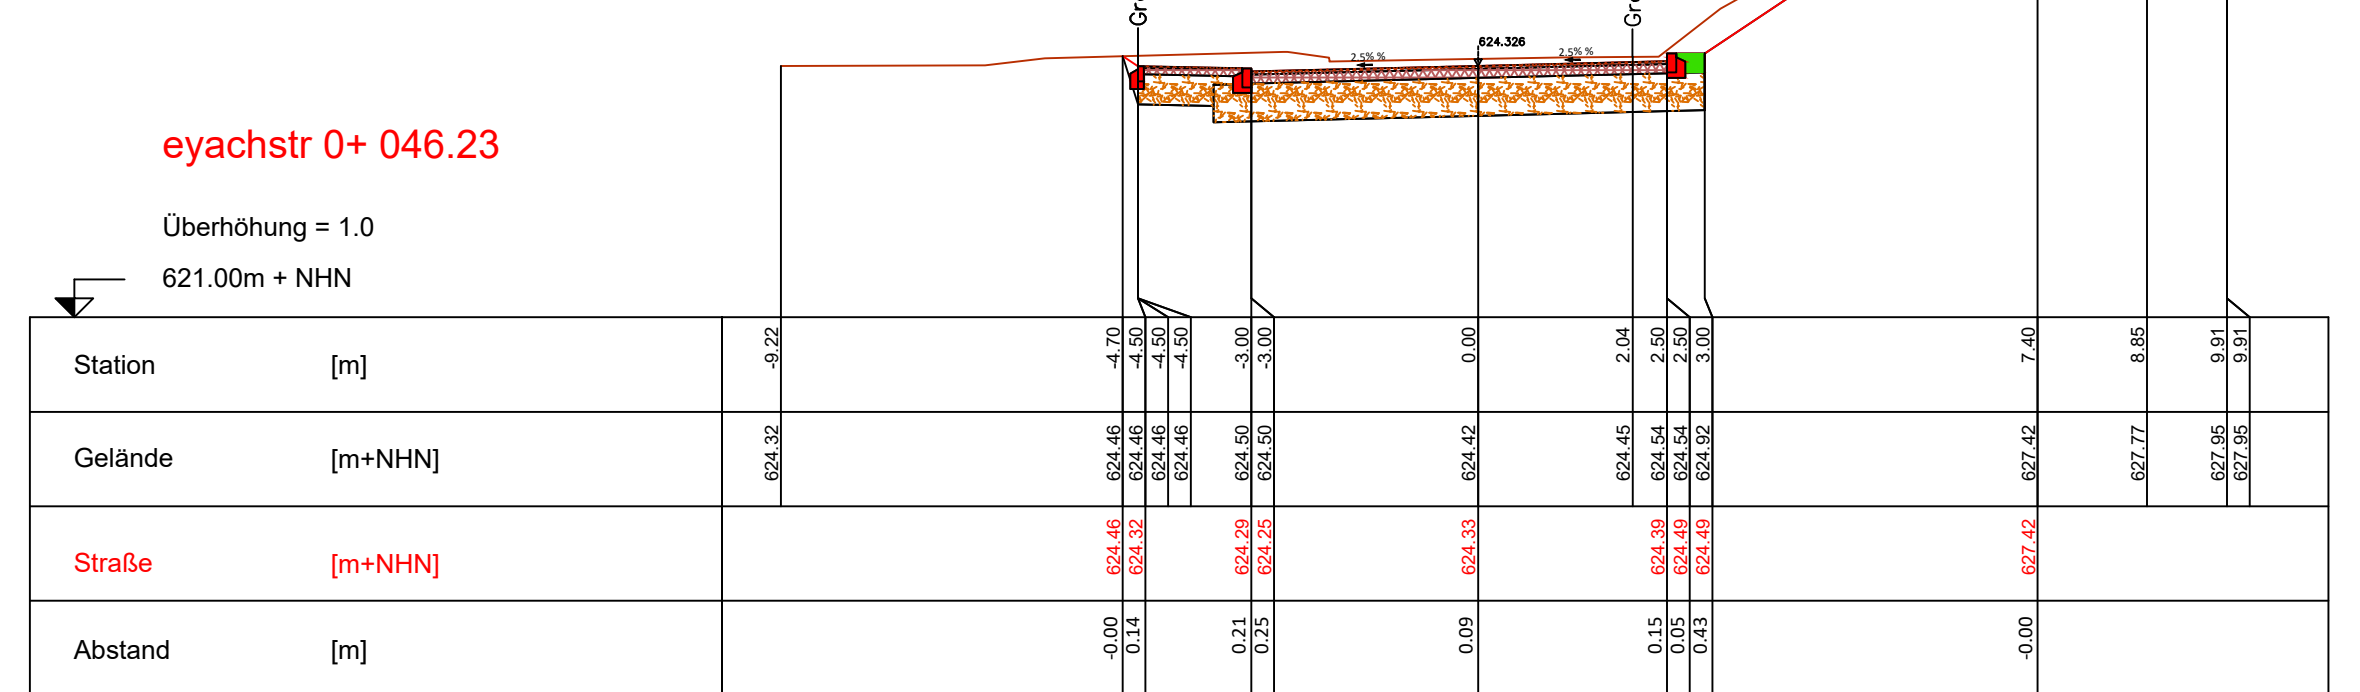 Gr
Gr
624.326
2.5% %
2.5% %
eyachstr 0+ 046.23
Überhöhung = 1.0
621.00m + NHN
Station [m] -9.22 -4.70 -4.50 -4.50 -4.50 -3.00 -3.00 0.00 2.04 2.50 2.50 3.00 7.40 8.85 9.91 9.91
Gelände [m+NHN] 624.32 624.46 624.46 624.46 624.46 624.50 624.50 624.42 624.45 624.54 624.54 624.92 627.42 627.77 627.95 627.95
Straße [m+NHN] 624.46 624.32 624.29 624.25 624.33 624.39 624.49 624.49 627.42
Abstand [m] -0.00 0.14 0.21 0.25 0.09 0.15 0.05 0.43 -0.00